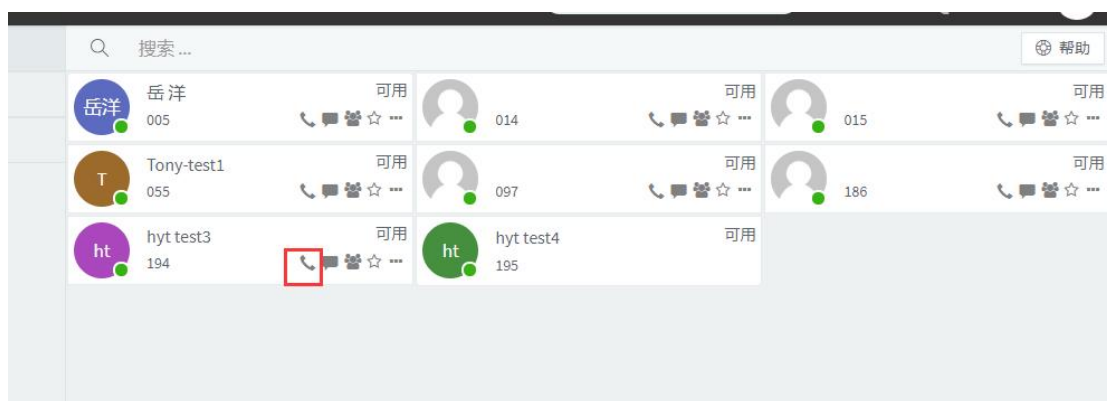 搜索 ...
帮助
岳洋
岳 洋
可用
005
可用
014
可用
015
T
Tony-test1
可用
055
可用
097
可用
186
ht
hyt test3
可用
194
ht
hyt test4
可用
195